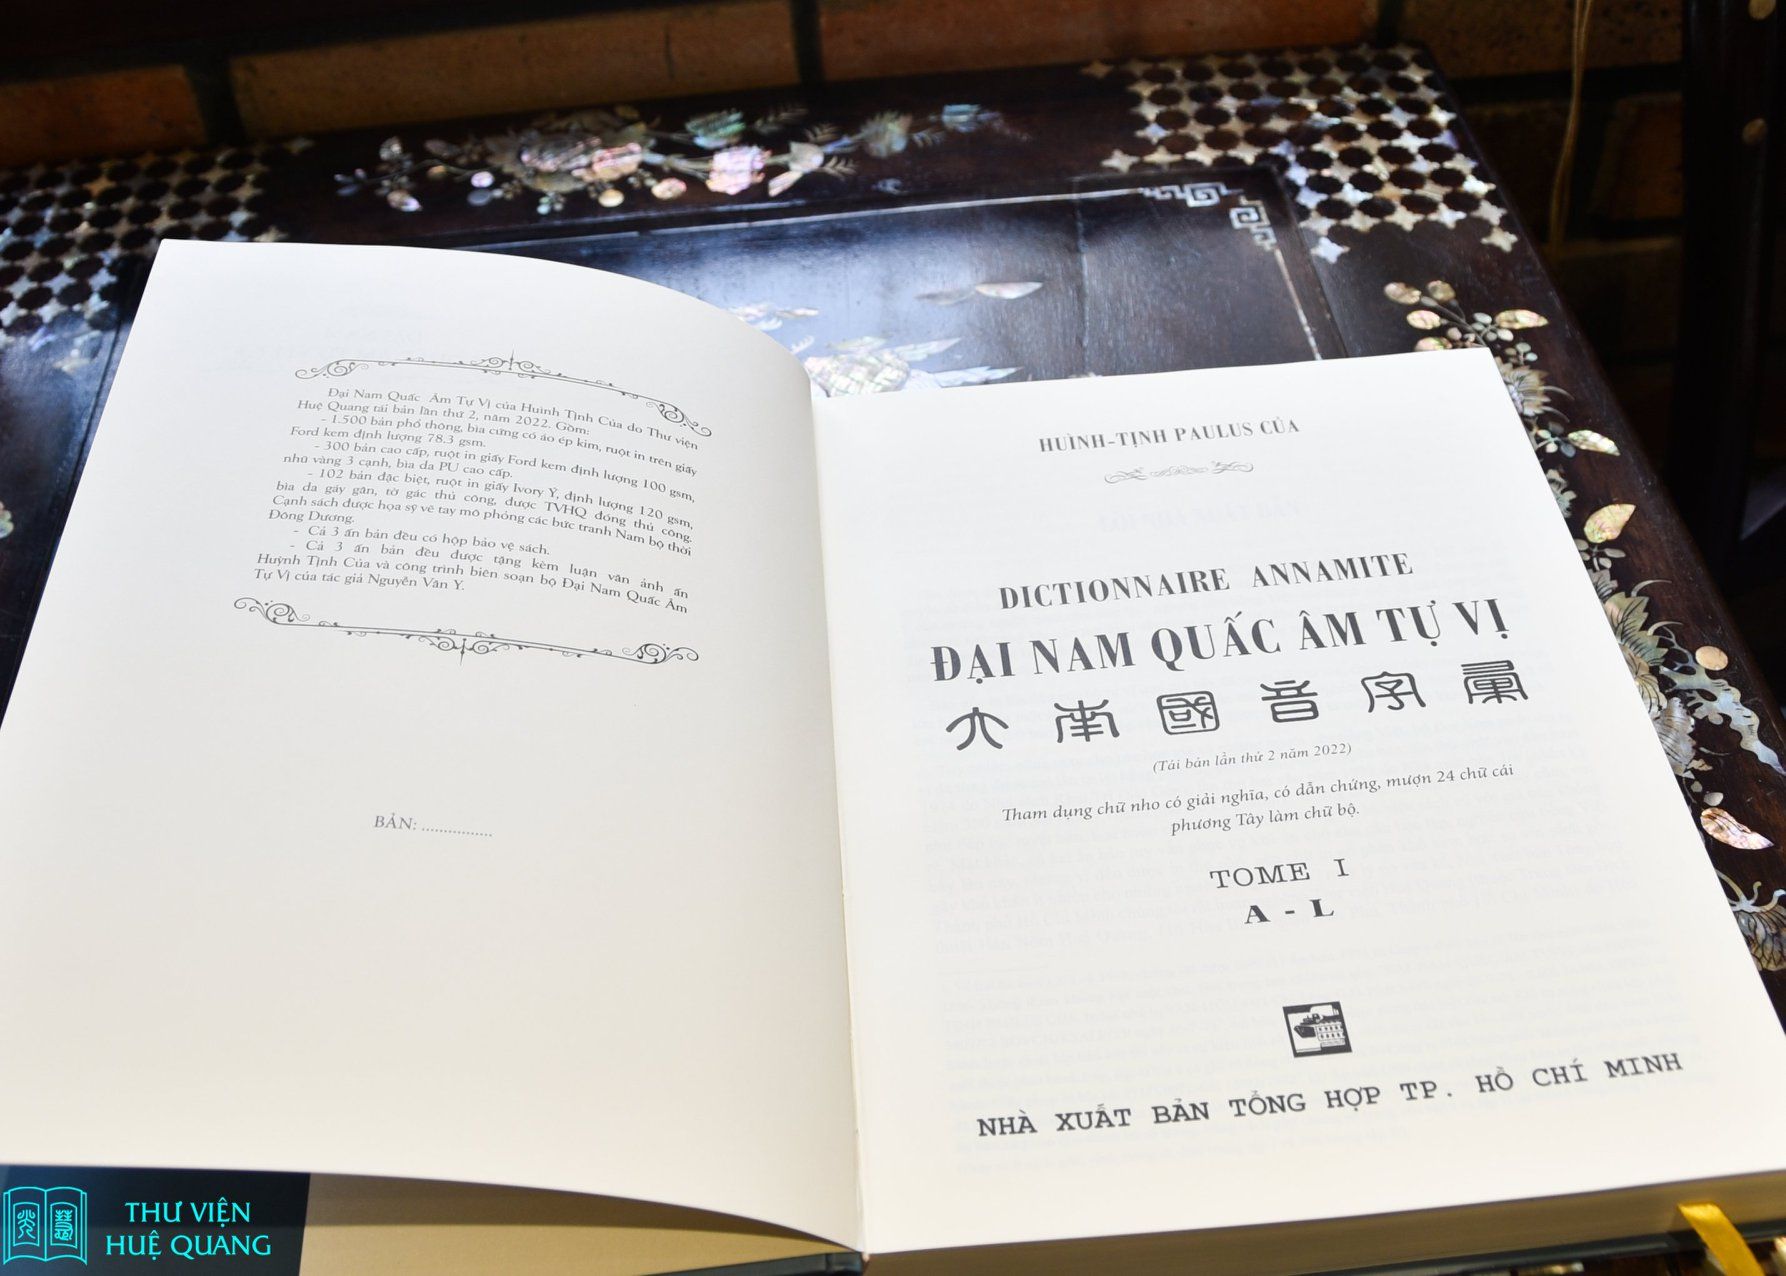 Đại Nam Quấc Âm Tự Vị của Huình Tịnh Của do Thư viện
Huệ Quang tái bản lần thứ 2, năm 2022. Gồm:
- 1.500 bản phổ thông, bìa cứng có áo ép kim, ruột in trên giấy
Ford kem định lượng 78.3 gsm.
- 300 bản cao cấp, ruột in giấy Ford kem định lượng 100 gsm,
nhũ vàng 3 cạnh, bìa da PU cao cấp.
- 102 bản đặc biệt, ruột in giấy Ivory Ý, định lượng 120 gsm,
bìa da gáy gân, tờ gác thủ công, được TVHQ đóng thủ công.
Cạnh sách được họa sỹ vẽ tay mô phỏng các bức tranh Nam bộ thời
Đông Dương.
- Cả 3 ấn bản đều có hộp bảo vệ sách.
- Cả 3 ấn bản đều được tặng kèm luận văn ảnh ấn
Huỳnh Tịnh Của và công trình biên soạn bộ Đại Nam Quấc Âm
Tự Vị của tác giả Nguyễn Văn Y.
BẢN: ................
HUÌNH-TỊNH PAULUS CỦA
DICTIONNAIRE ANNAMITE
ĐẠI NAM QUẤC ÂM TỰ VỊ
大南國音字彙
(Tái bản lần thứ 2 năm 2022)
Tham dụng chữ nho có giải nghĩa, có dẫn chứng, mượn 24 chữ cái
phương Tây làm chữ bộ.
TOME I
A - L
NHÀ XUẤT BẢN TỔNG HỢP TP. HỒ CHÍ MINH
THƯ VIỆN
HUỆ QUANG